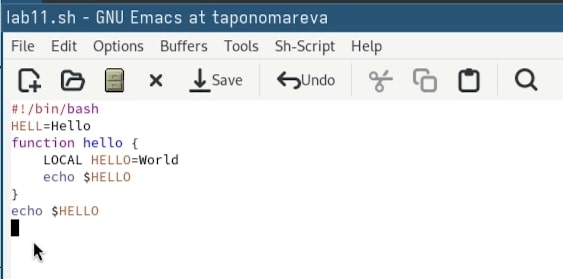 lab11.sh - GNU Emacs at taponomareva
File Edit Options Buffers Tools Sh-Script Help
Save Undo
#!/bin/bash
HELL=Hello
function hello {
    LOCAL HELLO=World
    echo $HELLO
}
echo $HELLO